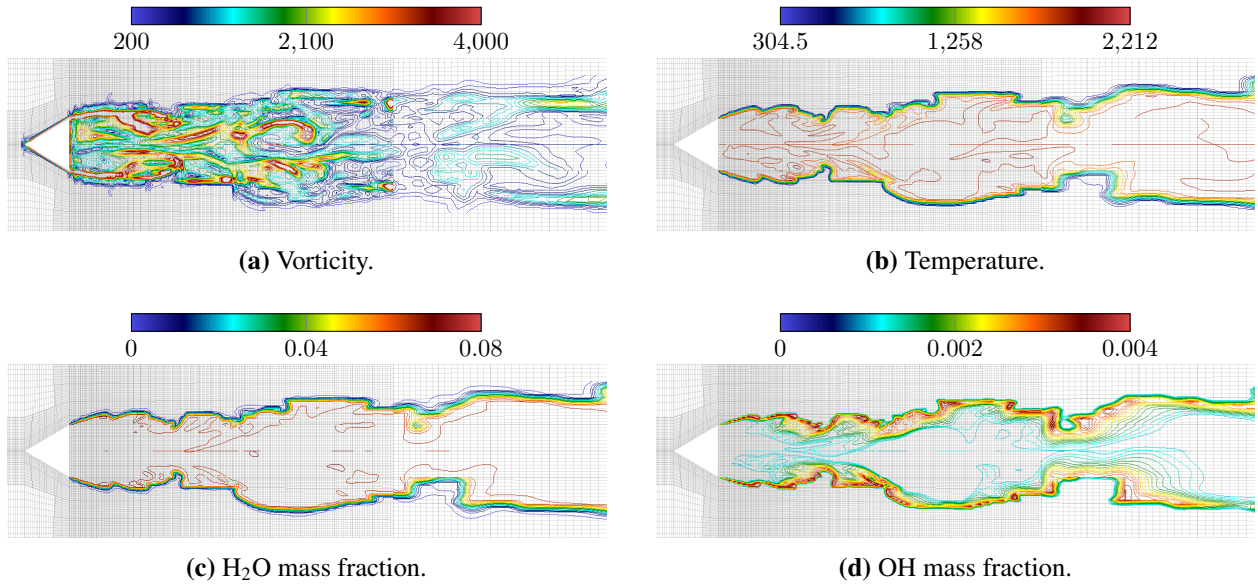 200 2,100 4,000
304.5 1,258 2,212
(a) Vorticity.
(b) Temperature.
0 0.04 0.08
0 0.002 0.004
(c) H₂O mass fraction.
(d) OH mass fraction.